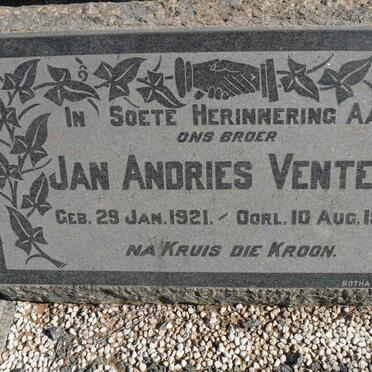 IN SOETE HERINNERING AA
ONS BROER
JAN ANDRIES VENTE
GEB. 29 JAN. 1921. - OORL. 10 AUG. 1
NA KRUIS DIE KROON.
BOTHA